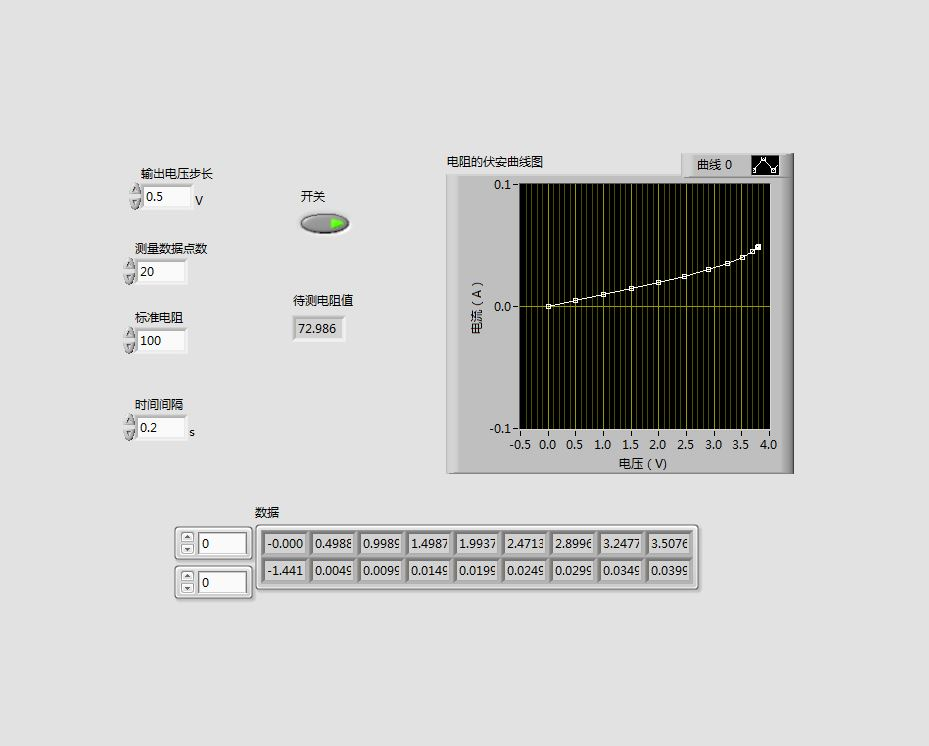 输出电压步长
0.5 V
测量数据点数
20
标准电阻
100
时间间隔
0.2 s
开关
待测电阻值
72.986
电阻的伏安曲线图
曲线 0
0.1
0.0
-0.1
电流 ( A )
-0.5 0.0 0.5 1.0 1.5 2.0 2.5 3.0 3.5 4.0
电压 ( V )
数据
0
0
-0.000 0.4988 0.9989 1.4987 1.9937 2.4713 2.8996 3.2477 3.5076
-1.441 0.0049 0.0099 0.0149 0.0199 0.0249 0.0299 0.0349 0.0399